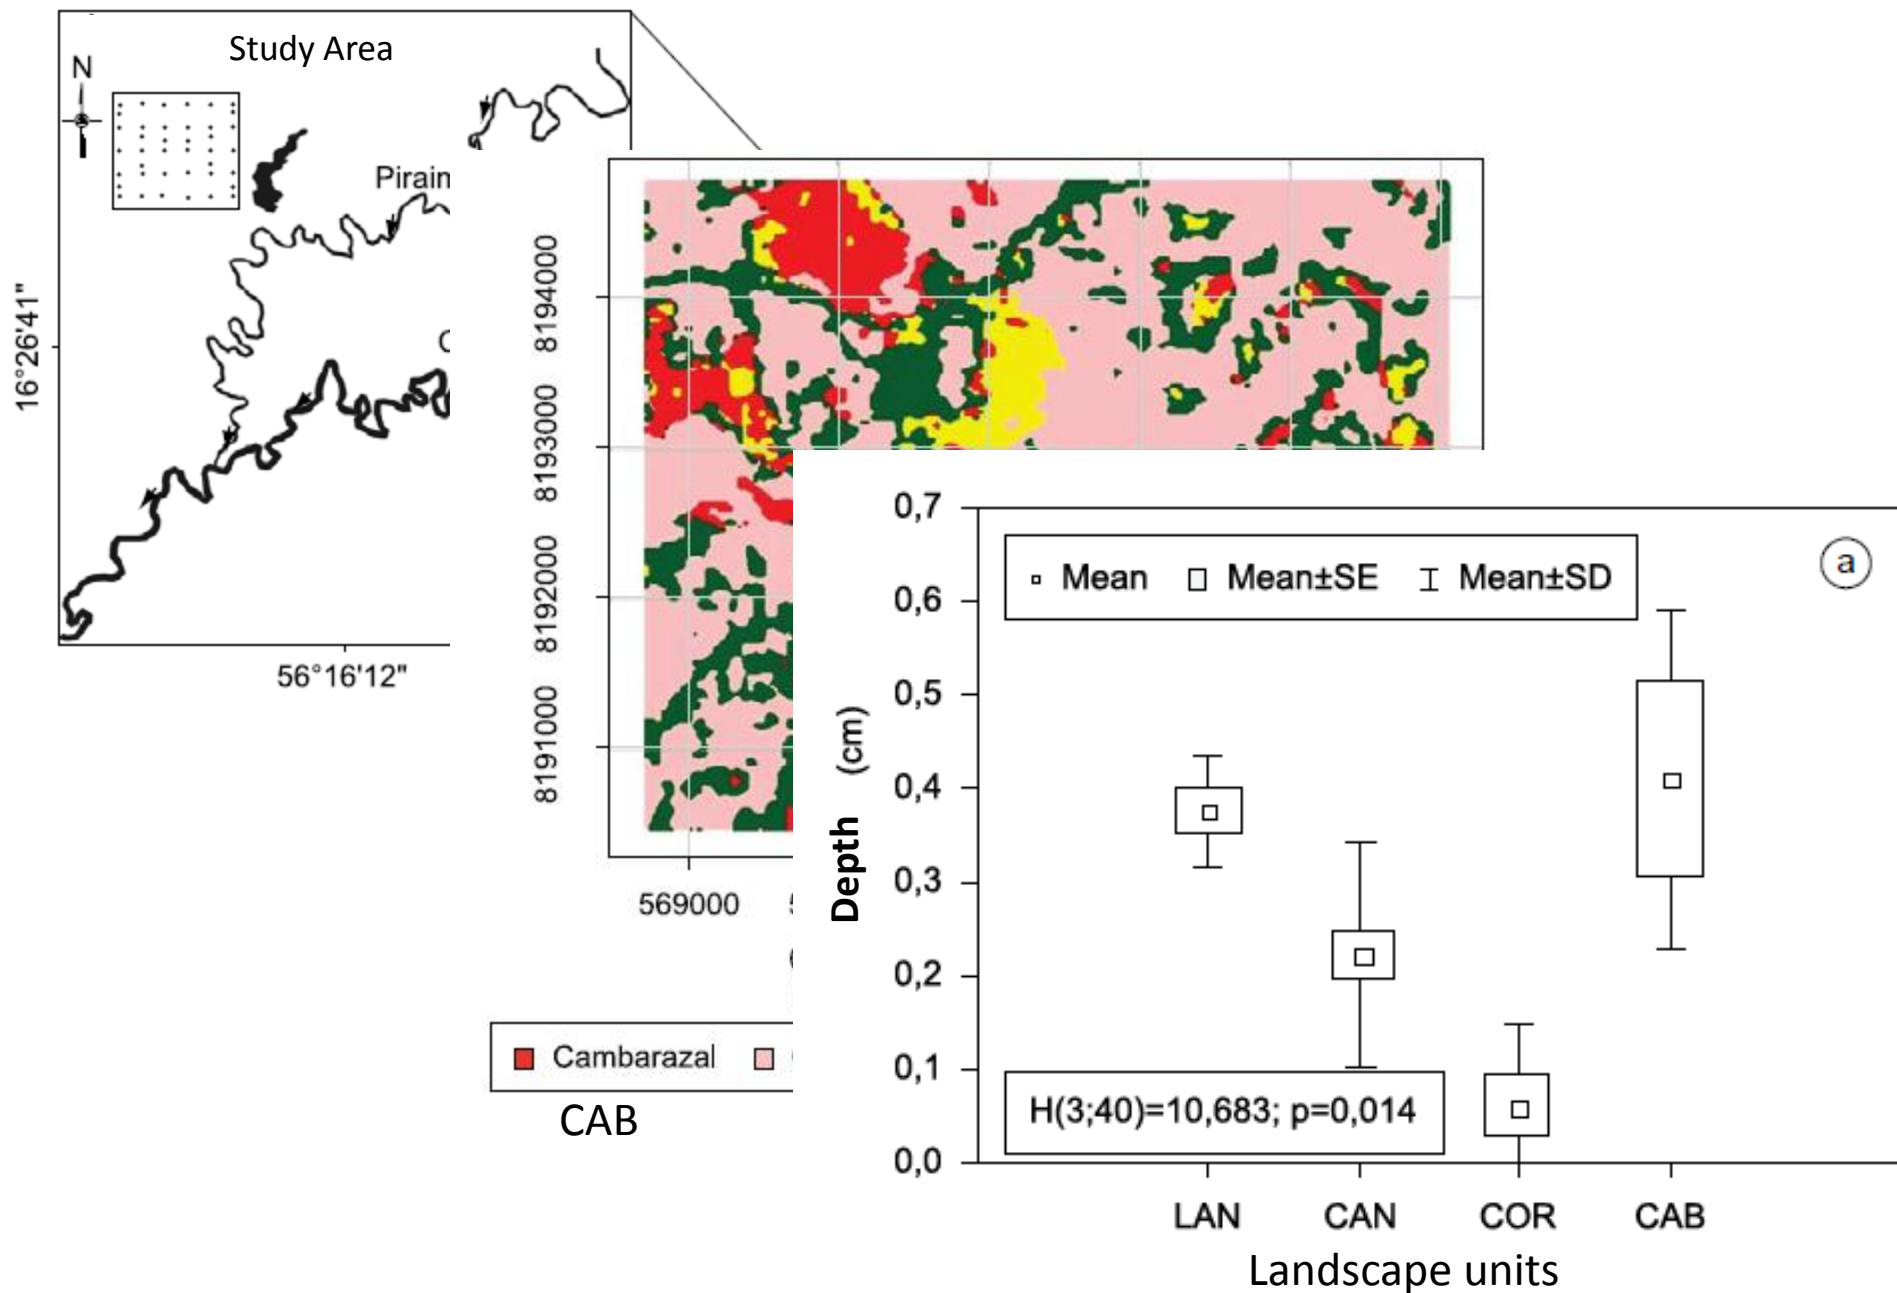 Study Area
N
Pirain
16°26'41"
56°16'12"
8194000
8193000
8192000
8191000
569000
Cambarazal
CAB
0,7
0,6
0,5
0,4
0,3
0,2
0,1
0,0
Depth (cm)
Mean Mean±SE Mean±SD
a
H(3;40)=10,683; p=0,014
LAN CAN COR CAB
Landscape units